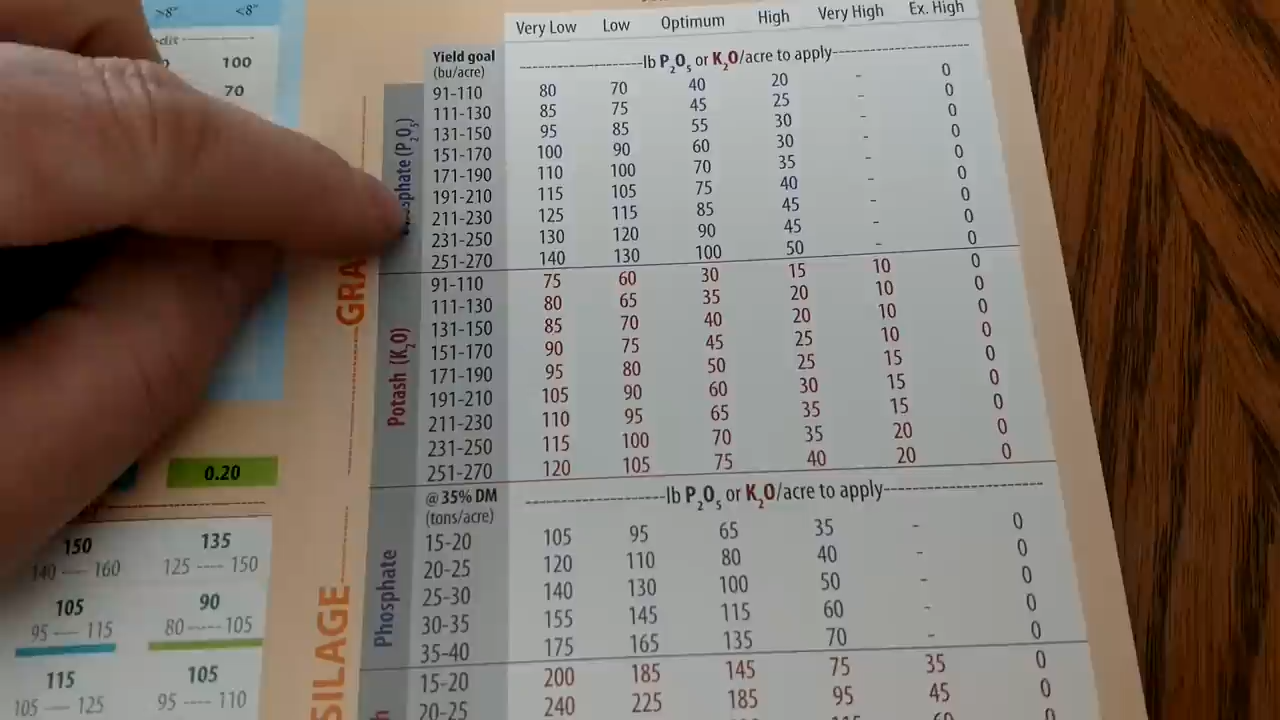 >8" <8"
100
70
0.20
150 135
140 ---- 160 125 ---- 150
105 90
95 ---- 115 80 ---- 105
115 105
105 ---- 125 95 ---- 110
Very Low Low Optimum High Very High Ex. High
Yield goal
(bu/acre)
lb P₂O₅ or K₂O/acre to apply
91-110 80 70 40 20 - 0
111-130 85 75 45 25 - 0
131-150 95 85 55 30 - 0
151-170 100 90 60 30 - 0
171-190 110 100 70 35 - 0
191-210 115 105 75 40 - 0
211-230 125 115 85 45 - 0
231-250 130 120 90 45 - 0
251-270 140 130 100 50 - 0
Potash (K₂O)
91-110 75 60 30 15 10 0
111-130 80 65 35 20 10 0
131-150 85 70 40 20 10 0
151-170 90 75 45 25 10 0
171-190 95 80 50 25 15 0
191-210 105 90 60 30 15 0
211-230 110 95 65 35 15 0
231-250 115 100 70 35 20 0
251-270 120 105 75 40 20 0
SILAGE
@ 35% DM
(tons/acre)
lb P₂O₅ or K₂O/acre to apply
Phosphate
15-20 105 95 65 35 - 0
20-25 120 110 80 40 - 0
25-30 140 130 100 50 - 0
30-35 155 145 115 60 - 0
35-40 175 165 135 70 - 0
15-20 200 185 145 75 35 0
20-25 240 225 185 95 45 0